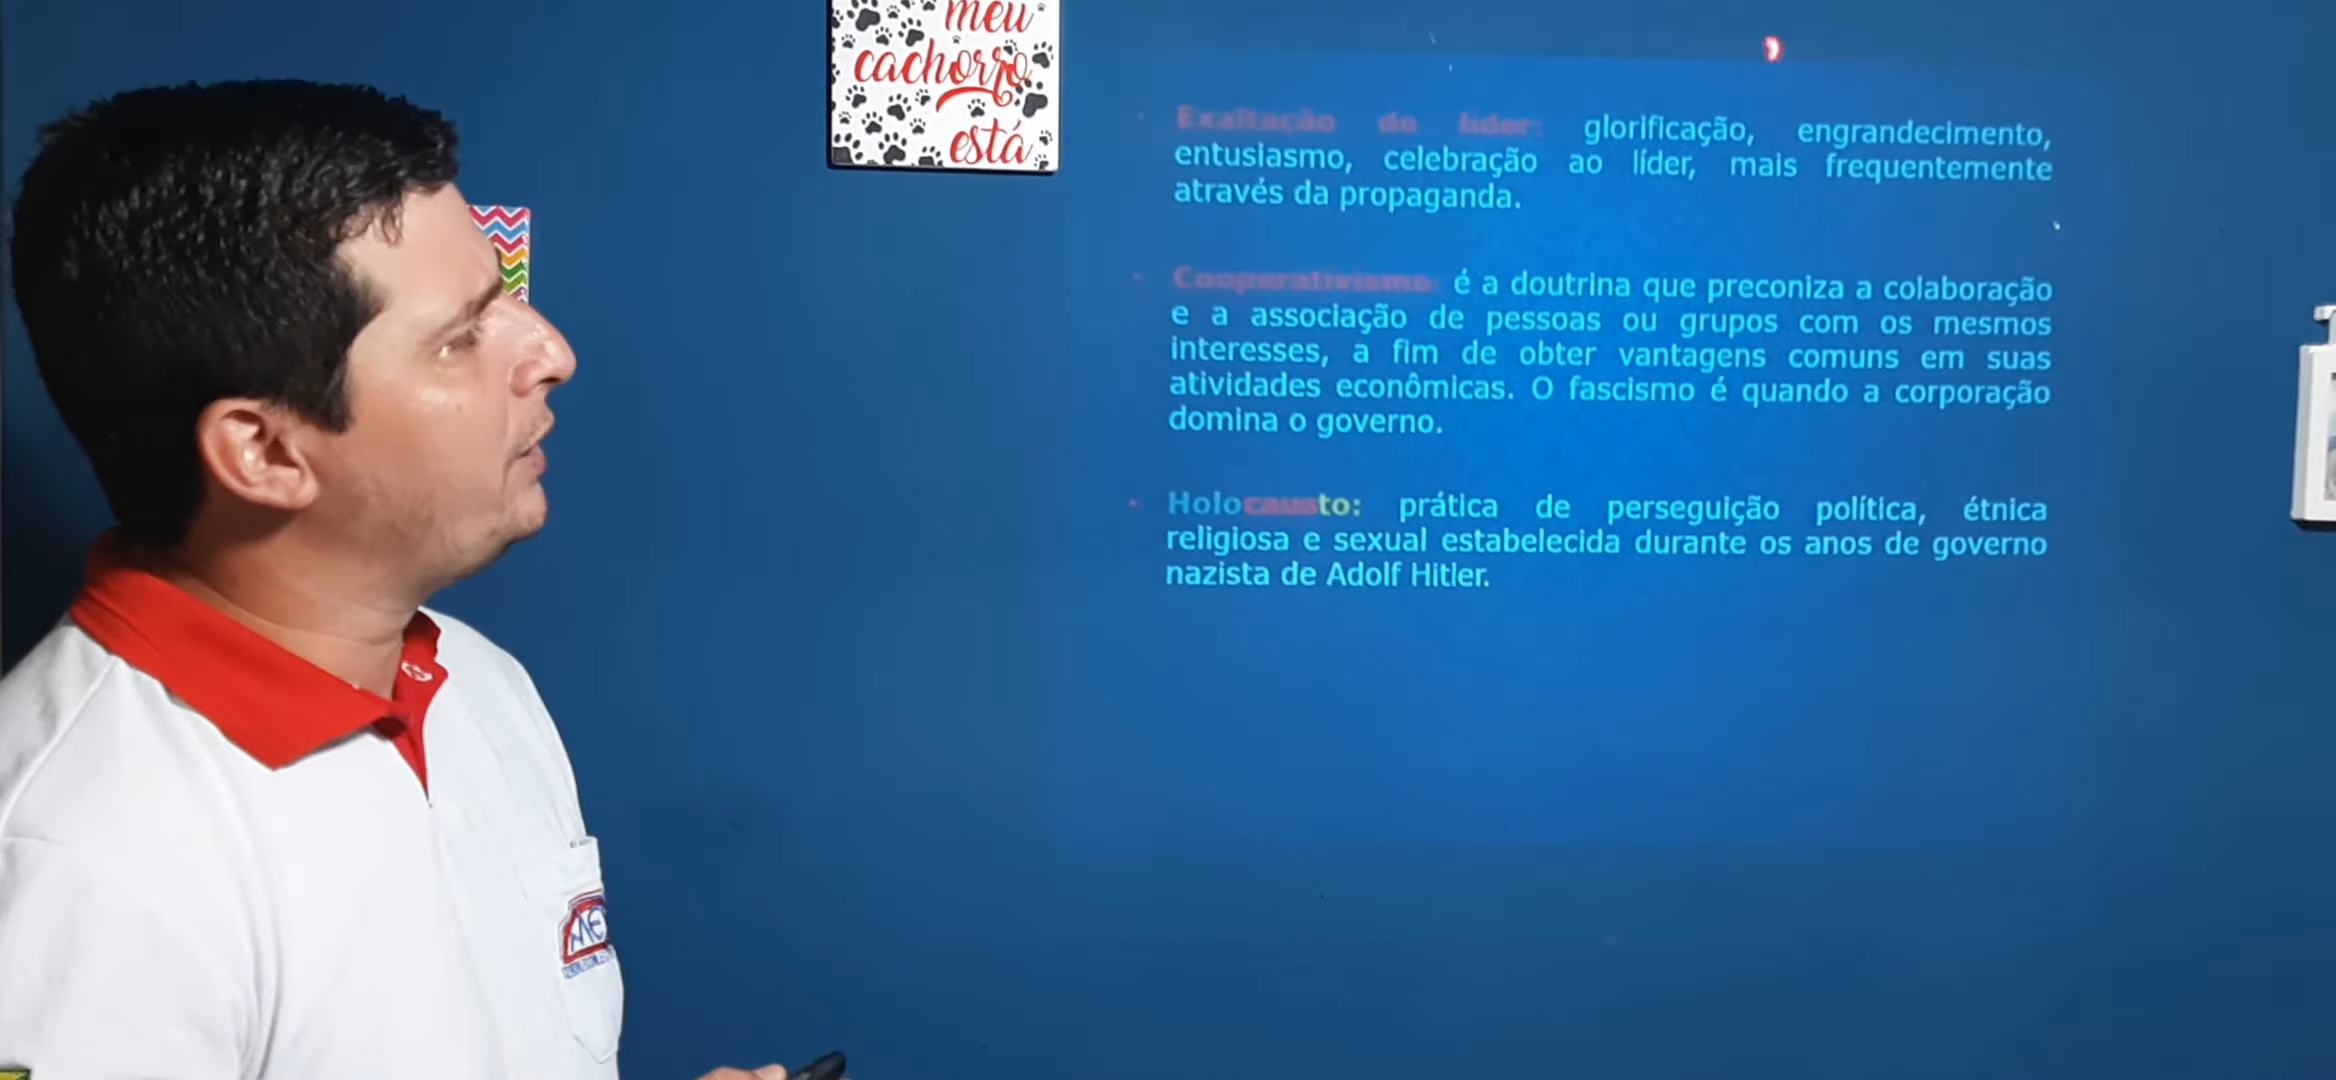 meu
cachorro
está
Exaltação do líder: glorificação, engrandecimento,
entusiasmo, celebração ao líder, mais frequentemente
através da propaganda.
Cooperativismo: é a doutrina que preconiza a colaboração
e a associação de pessoas ou grupos com os mesmos
interesses, a fim de obter vantagens comuns em suas
atividades econômicas. O fascismo é quando a corporação
domina o governo.
Holocausto: prática de perseguição política, étnica
religiosa e sexual estabelecida durante os anos de governo
nazista de Adolf Hitler.